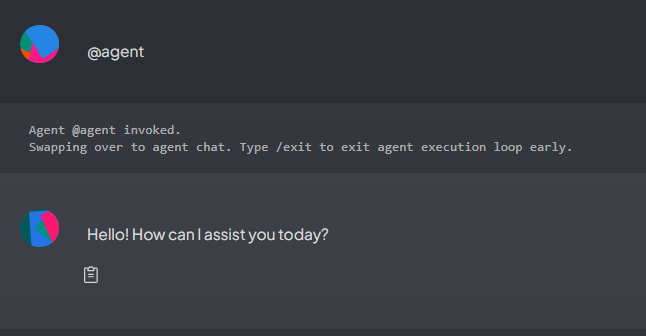 @agent
Agent @agent invoked.
Swapping over to agent chat. Type /exit to exit agent execution loop early.
Hello! How can I assist you today?